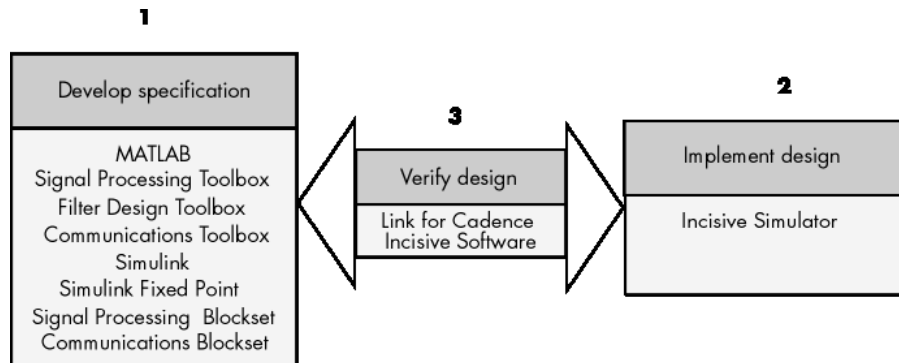 1
Develop specification
MATLAB
Signal Processing Toolbox
Filter Design Toolbox
Communications Toolbox
Simulink
Simulink Fixed Point
Signal Processing Blockset
Communications Blockset
3
Verify design
Link for Cadence
Incisive Software
2
Implement design
Incisive Simulator